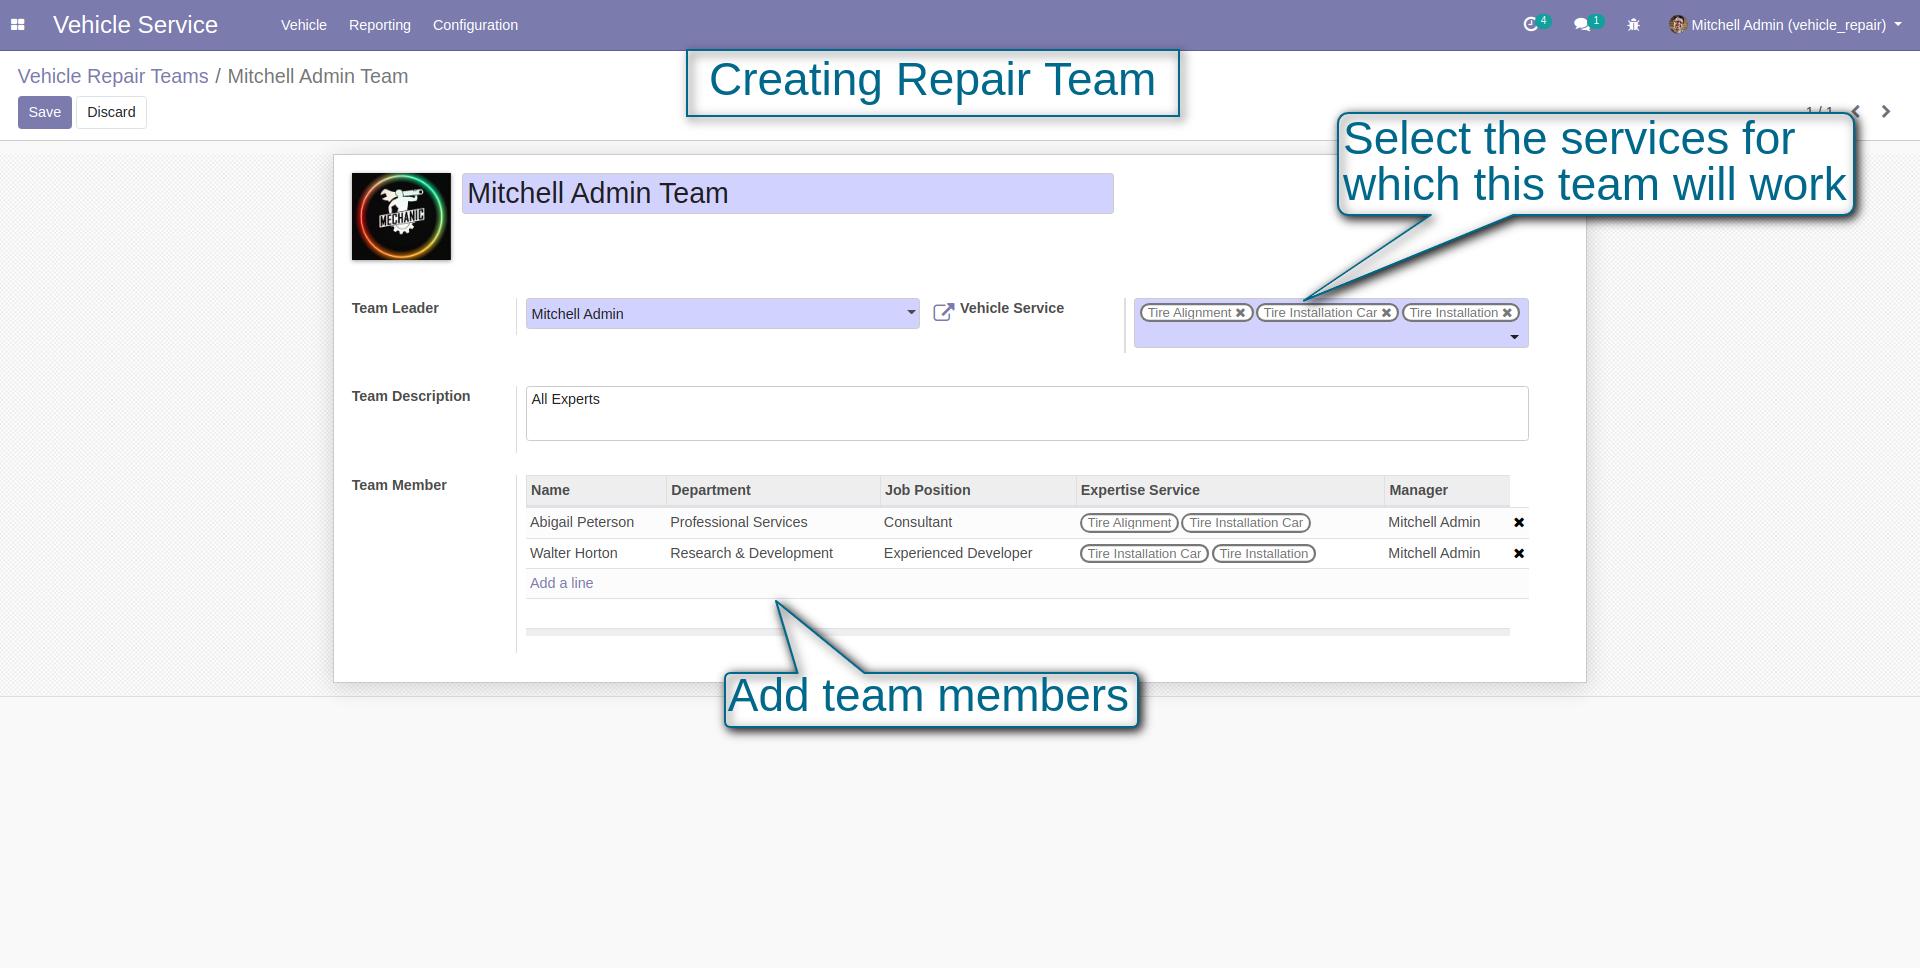 Vehicle Service
Vehicle
Reporting
Configuration
4
1
Mitchell Admin (vehicle_repair)
Vehicle Repair Teams / Mitchell Admin Team
Save
Discard
Creating Repair Team
1 / 1
Select the services for
which this team will work
MECHANIC
Mitchell Admin Team
Team Leader
Mitchell Admin
Vehicle Service
Tire Alignment
Tire Installation Car
Tire Installation
Team Description
All Experts
Team Member
Name Department Job Position Expertise Service Manager
Abigail Peterson Professional Services Consultant Tire Alignment Tire Installation Car Mitchell Admin
Walter Horton Research & Development Experienced Developer Tire Installation Car Tire Installation Mitchell Admin
Add a line
Add team members